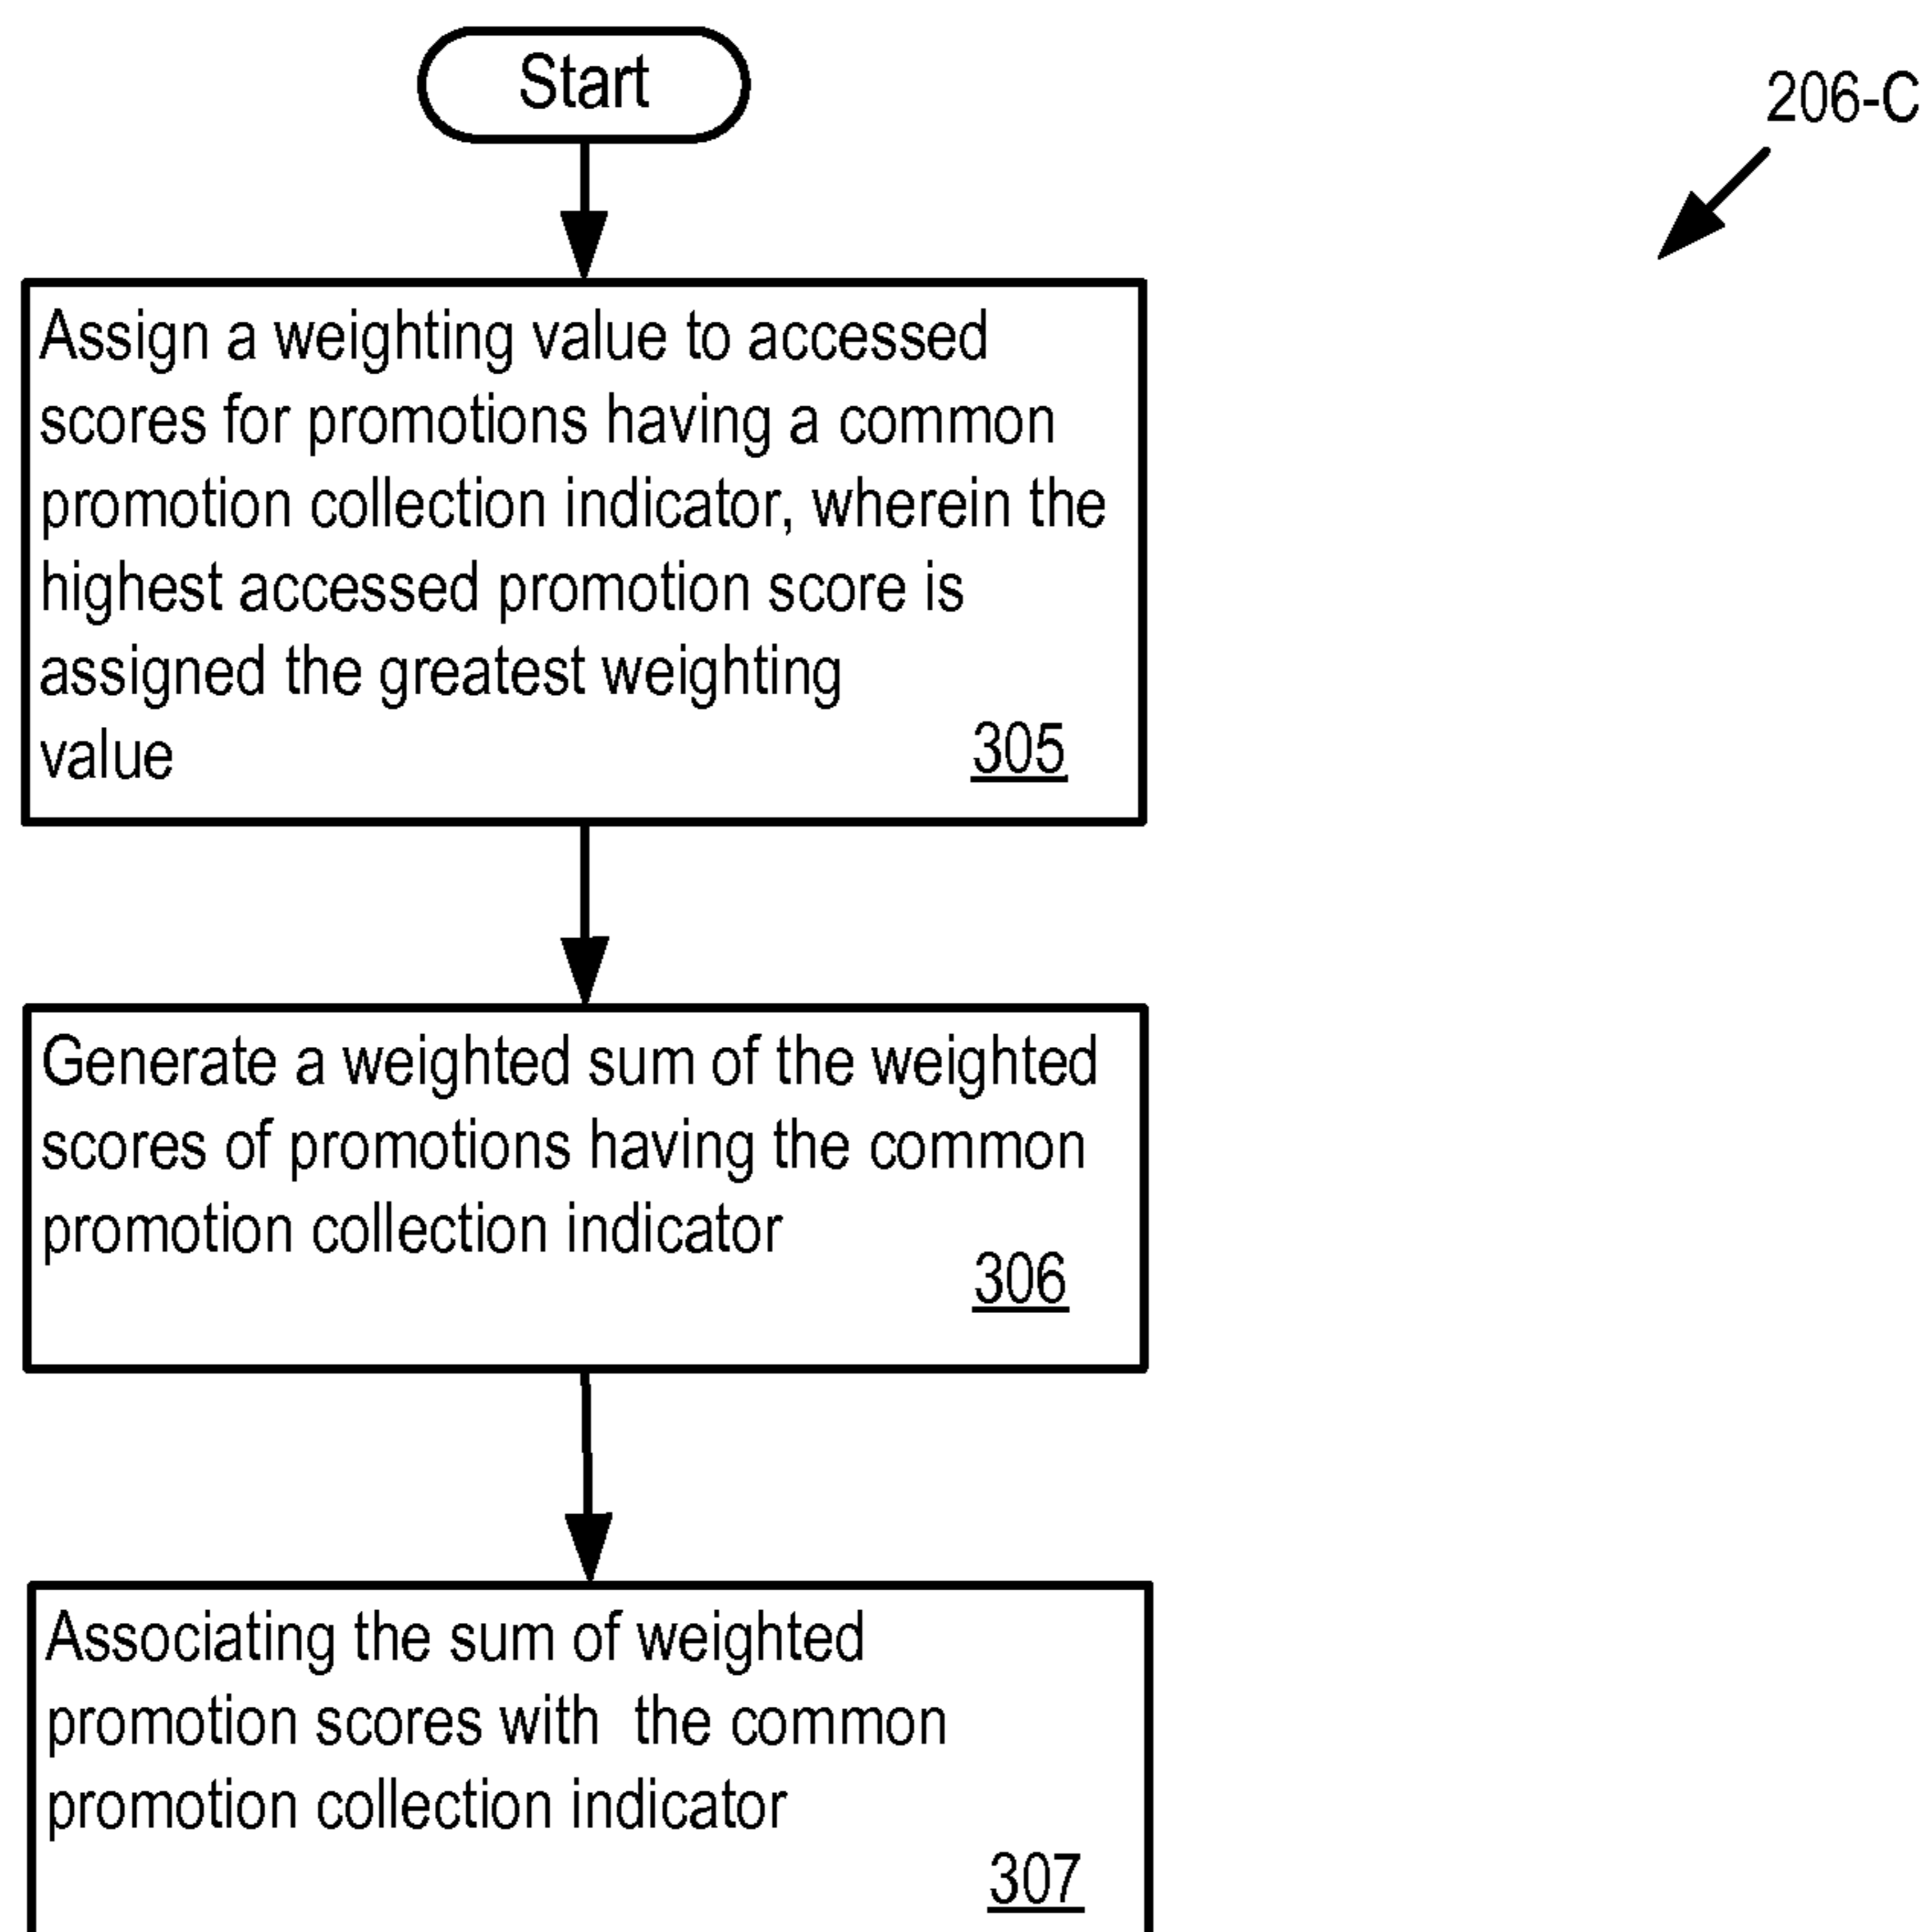 Start
206-C
Assign a weighting value to accessed
scores for promotions having a common
promotion collection indicator, wherein the
highest accessed promotion score is
assigned the greatest weighting
value
305
Generate a weighted sum of the weighted
scores of promotions having the common
promotion collection indicator
306
Associating the sum of weighted
promotion scores with the common
promotion collection indicator
307